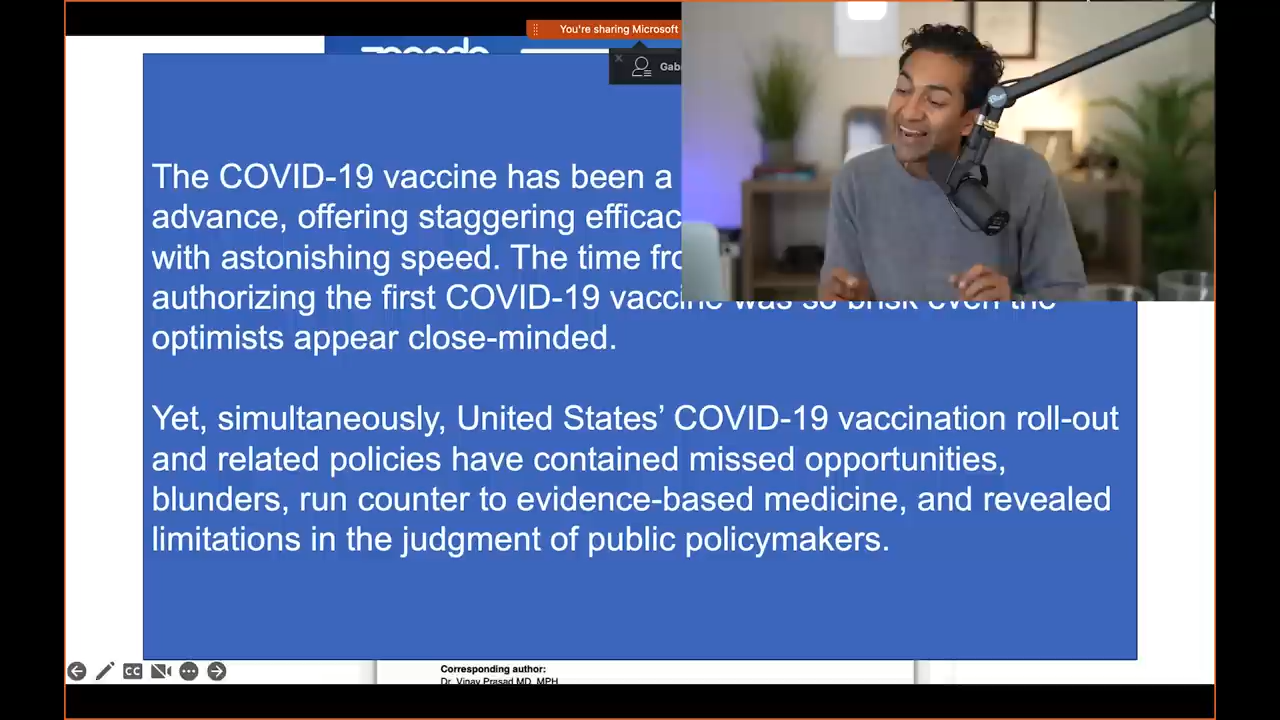 You're sharing Microsoft
Gab
The COVID-19 vaccine has been a
advance, offering staggering efficac
with astonishing speed. The time fro
authorizing the first COVID-19 vaccine was so brisk even the
optimists appear close-minded.
Yet, simultaneously, United States’ COVID-19 vaccination roll-out
and related policies have contained missed opportunities,
blunders, run counter to evidence-based medicine, and revealed
limitations in the judgment of public policymakers.
CC
Corresponding author:
Dr. Vinay Prasad MD, MPH